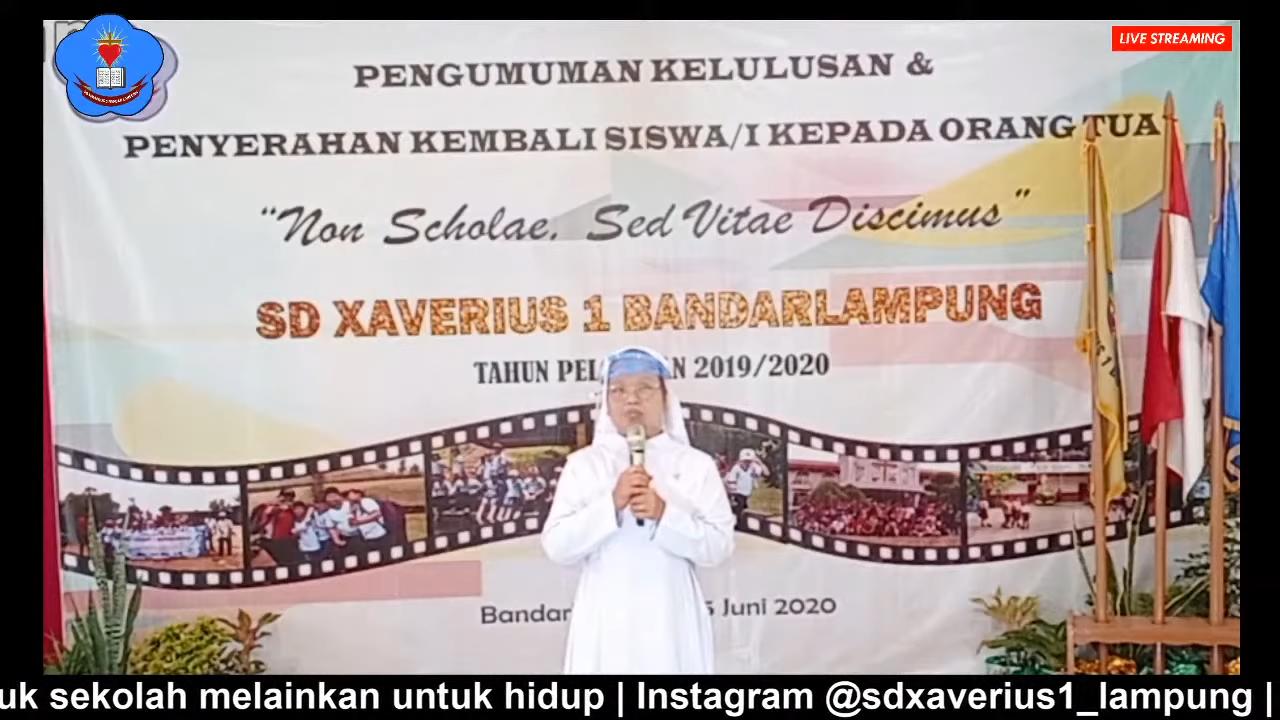 LIVE STREAMING
PENGUMUMAN KELULUSAN &
PENYERAHAN KEMBALI SISWA/I KEPADA ORANG TUA
"Non Scholae, Sed Vitae Discimus"
SD XAVERIUS 1 BANDARLAMPUNG
TAHUN 2019/2020
Juni 2020
sekolah melainkan untuk hidup | Instagram @sdxaverius1_lampung |